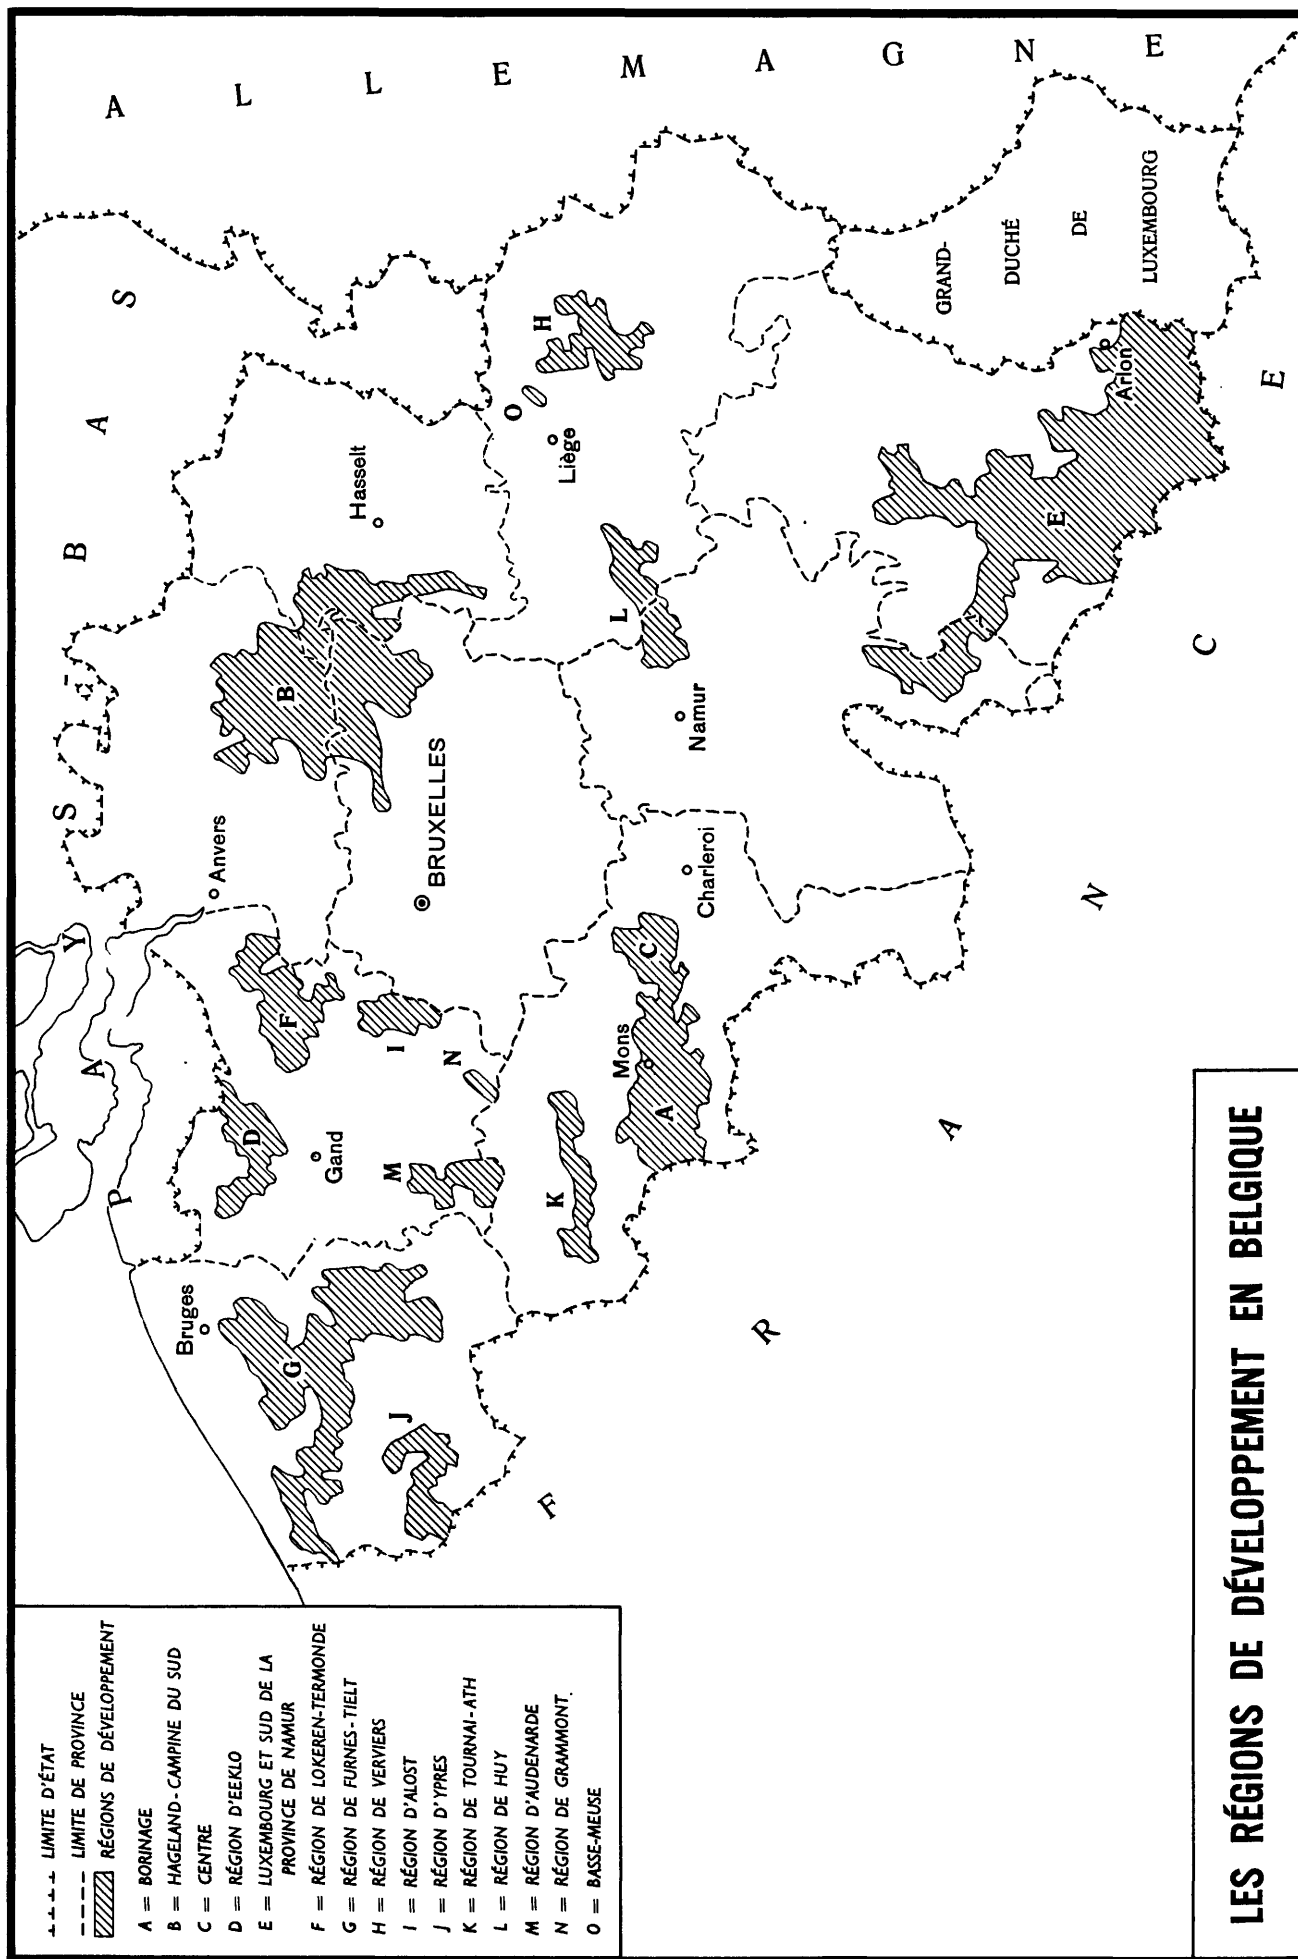 LIMITE D'ÉTAT
LIMITE DE PROVINCE
RÉGIONS DE DÉVELOPPEMENT
A = BORINAGE
B = HAGELAND-CAMPINE DU SUD
C = CENTRE
D = RÉGION D'EEKLO
E = LUXEMBOURG ET SUD DE LA
PROVINCE DE NAMUR
F = RÉGION DE LOKEREN-TERMONDE
G = RÉGION DE FURNES-TIELT
H = RÉGION DE VERVIERS
I = RÉGION D'ALOST
J = RÉGION D'YPRES
K = RÉGION DE TOURNAI-ATH
L = RÉGION DE HUY
M = RÉGION D'AUDENARDE
N = RÉGION DE GRAMMONT.
O = BASSE-MEUSE
PAYS-BAS
ALLEMAGNE
FRANCE
GRAND-
DUCHÉ
DE
LUXEMBOURG
Bruges
Anvers
Gand
Hasselt
BRUXELLES
Liège
Mons
Charleroi
Namur
Arlon
G
J
D
F
I
M
N
K
A
C
B
L
O
H
E
LES RÉGIONS DE DÉVELOPPEMENT EN BELGIQUE